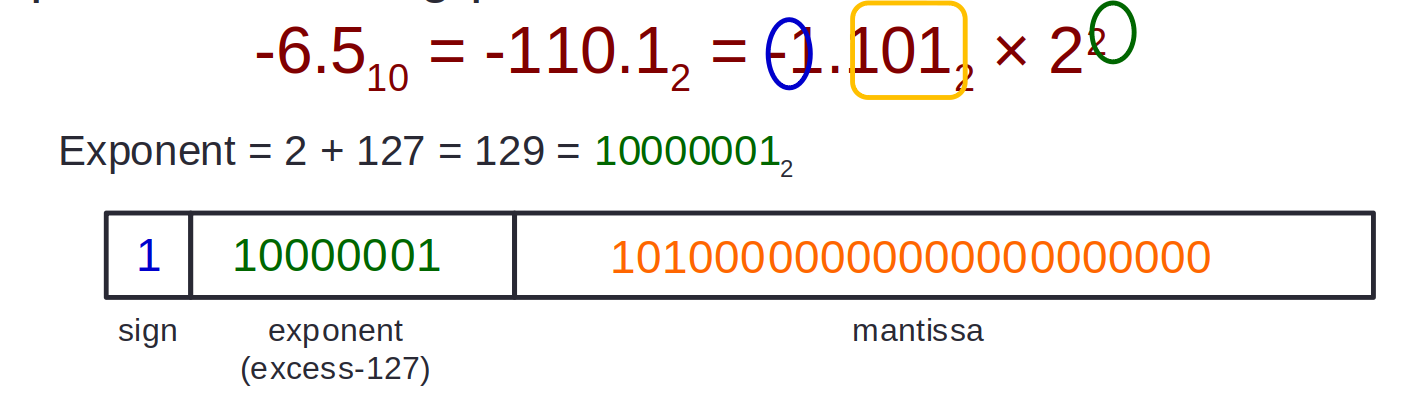 -6.5₁₀ = -110.1₂ = -1.101₂ × 2²
Exponent = 2 + 127 = 129 = 10000001₂
1 10000001 10100000000000000000000
sign exponent mantissa
(excess-127)